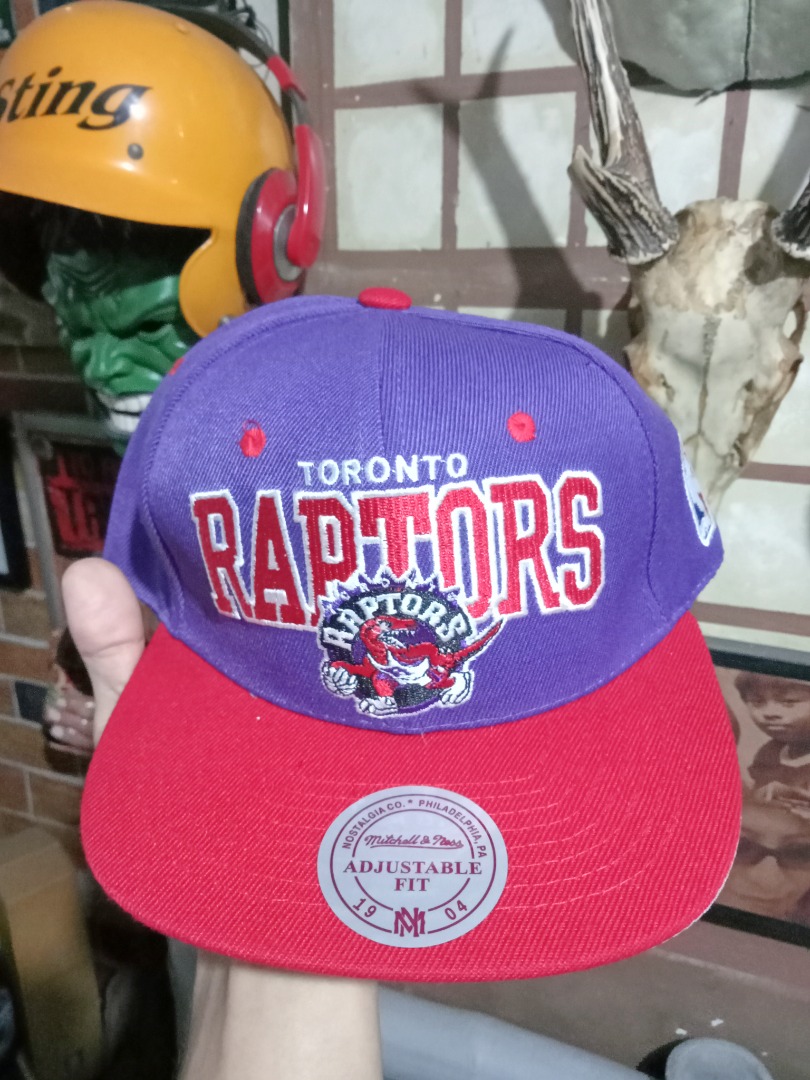 Sting
TORONTO
RAPTORS
RAPTORS
NOSTALGIA CO. * PHILADELPHIA, PA
Mitchell & Ness
ADJUSTABLE
FIT
19 04